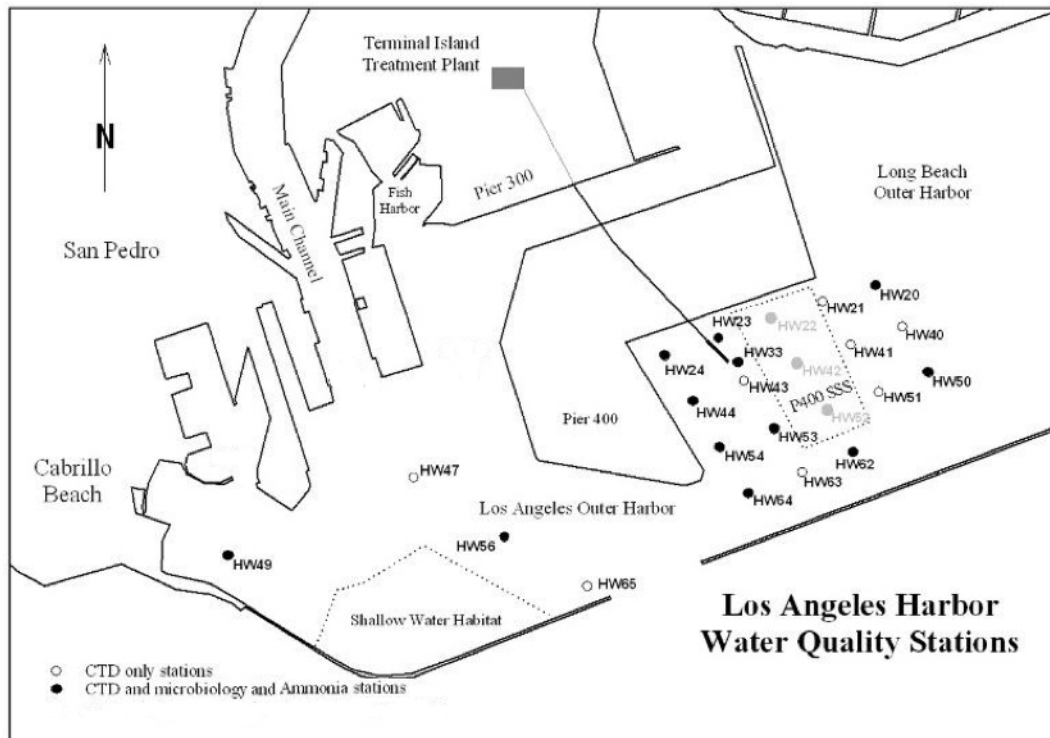 Terminal Island
Treatment Plant
N
Long Beach
Outer Harbor
Pier 300
Fish
Harbor
Main Channel
San Pedro
HW20
HW21
HW22
HW23
HW40
HW33
HW41
HW24
HW42
HW50
HW43
P400 SSS
HW51
HW44
HW52
Pier 400
HW53
HW54
HW62
Cabrillo
Beach
HW47
HW63
HW64
Los Angeles Outer Harbor
HW56
HW49
HW65
Shallow Water Habitat
Los Angeles Harbor
Water Quality Stations
CTD only stations
CTD and microbiology and Ammonia stations